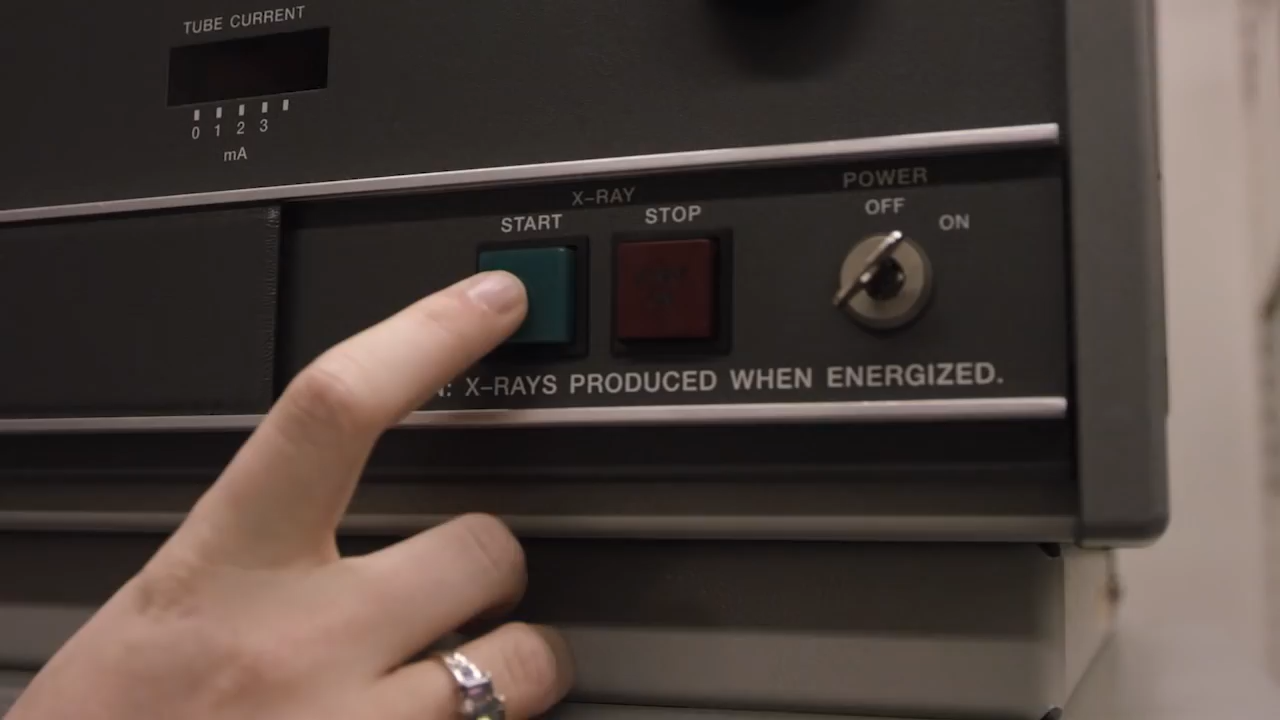 TUBE CURRENT
0 1 2 3
mA
X-RAY
START STOP
POWER
OFF ON
N: X-RAYS PRODUCED WHEN ENERGIZED.